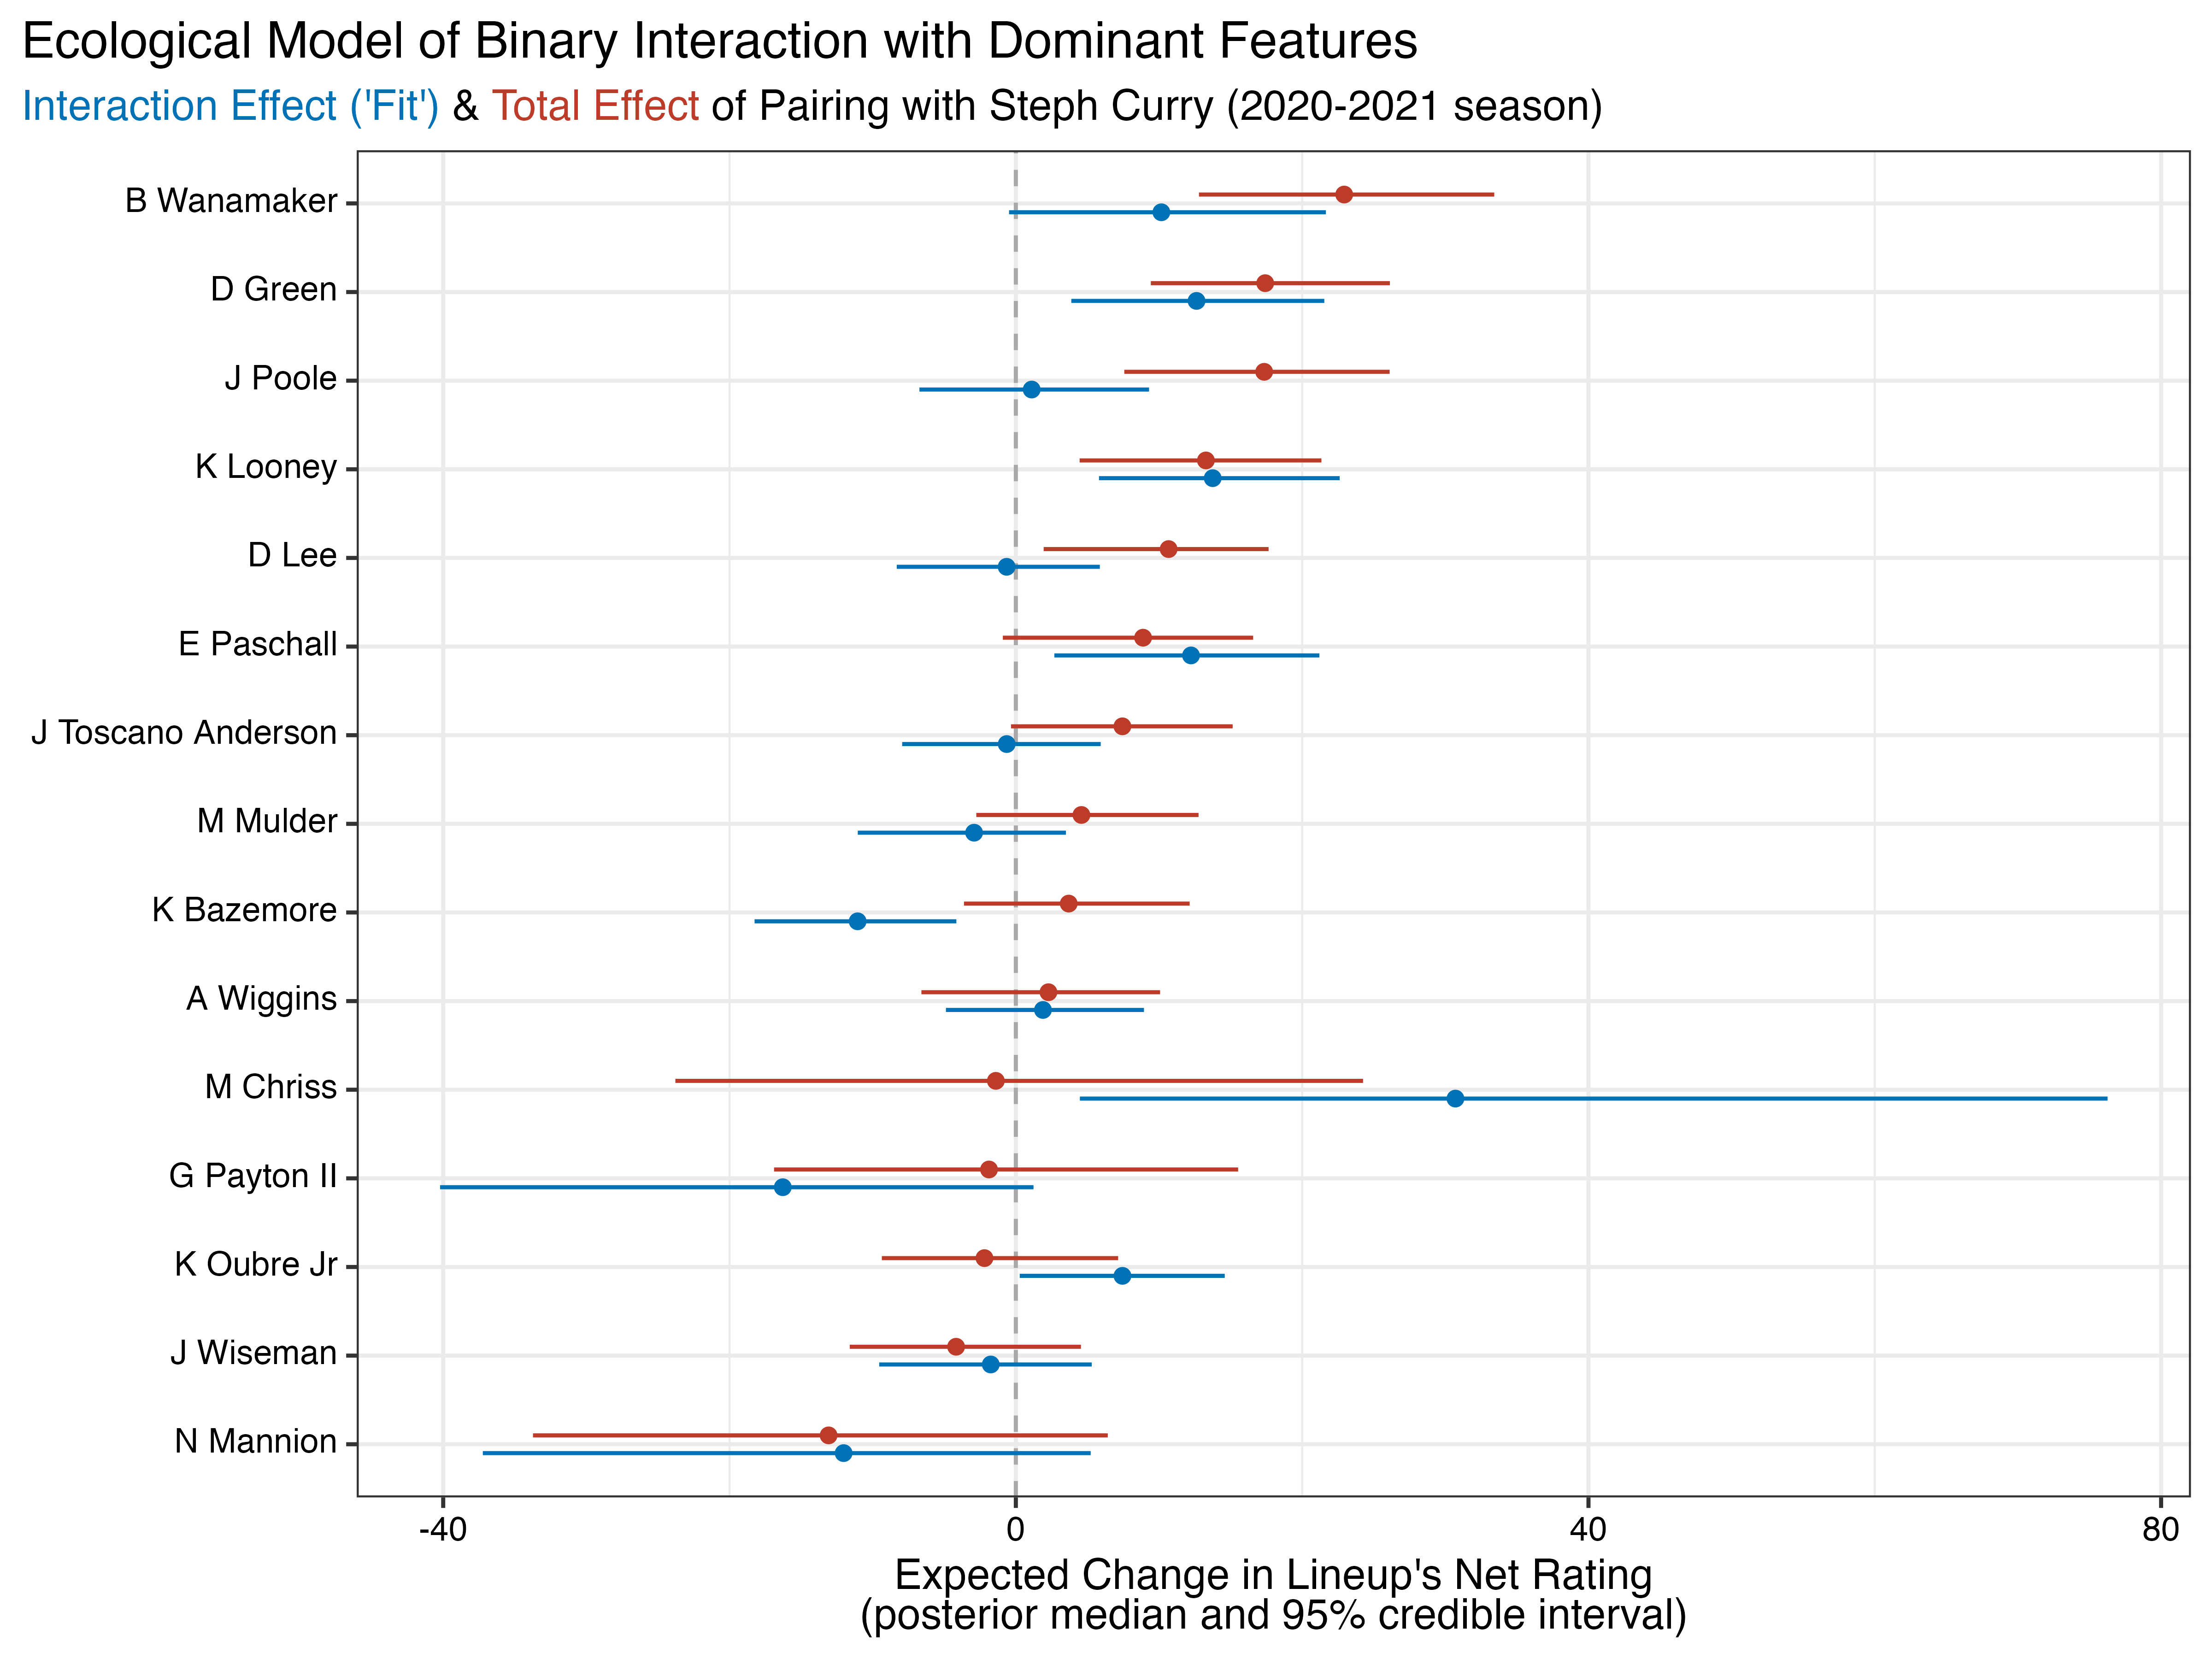 Ecological Model of Binary Interaction with Dominant Features
Interaction Effect ('Fit') & Total Effect of Pairing with Steph Curry (2020-2021 season)
B Wanamaker
D Green
J Poole
K Looney
D Lee
E Paschall
J Toscano Anderson
M Mulder
K Bazemore
A Wiggins
M Chriss
G Payton II
K Oubre Jr
J Wiseman
N Mannion
-40 0 40 80
Expected Change in Lineup's Net Rating
(posterior median and 95% credible interval)